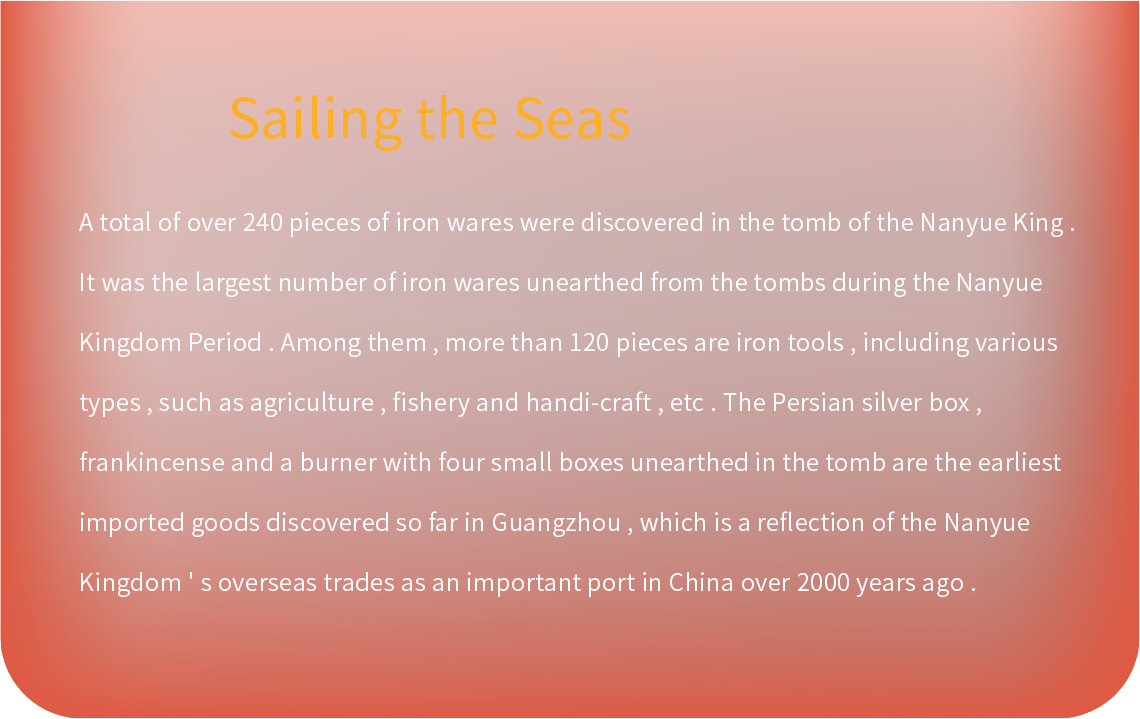 Sailing the Seas
A total of over 240 pieces of iron wares were discovered in the tomb of the Nanyue King .
It was the largest number of iron wares unearthed from the tombs during the Nanyue
Kingdom Period . Among them , more than 120 pieces are iron tools , including various
types , such as agriculture , fishery and handi-craft , etc . The Persian silver box ,
frankincense and a burner with four small boxes unearthed in the tomb are the earliest
imported goods discovered so far in Guangzhou , which is a reflection of the Nanyue
Kingdom ' s overseas trades as an important port in China over 2000 years ago .